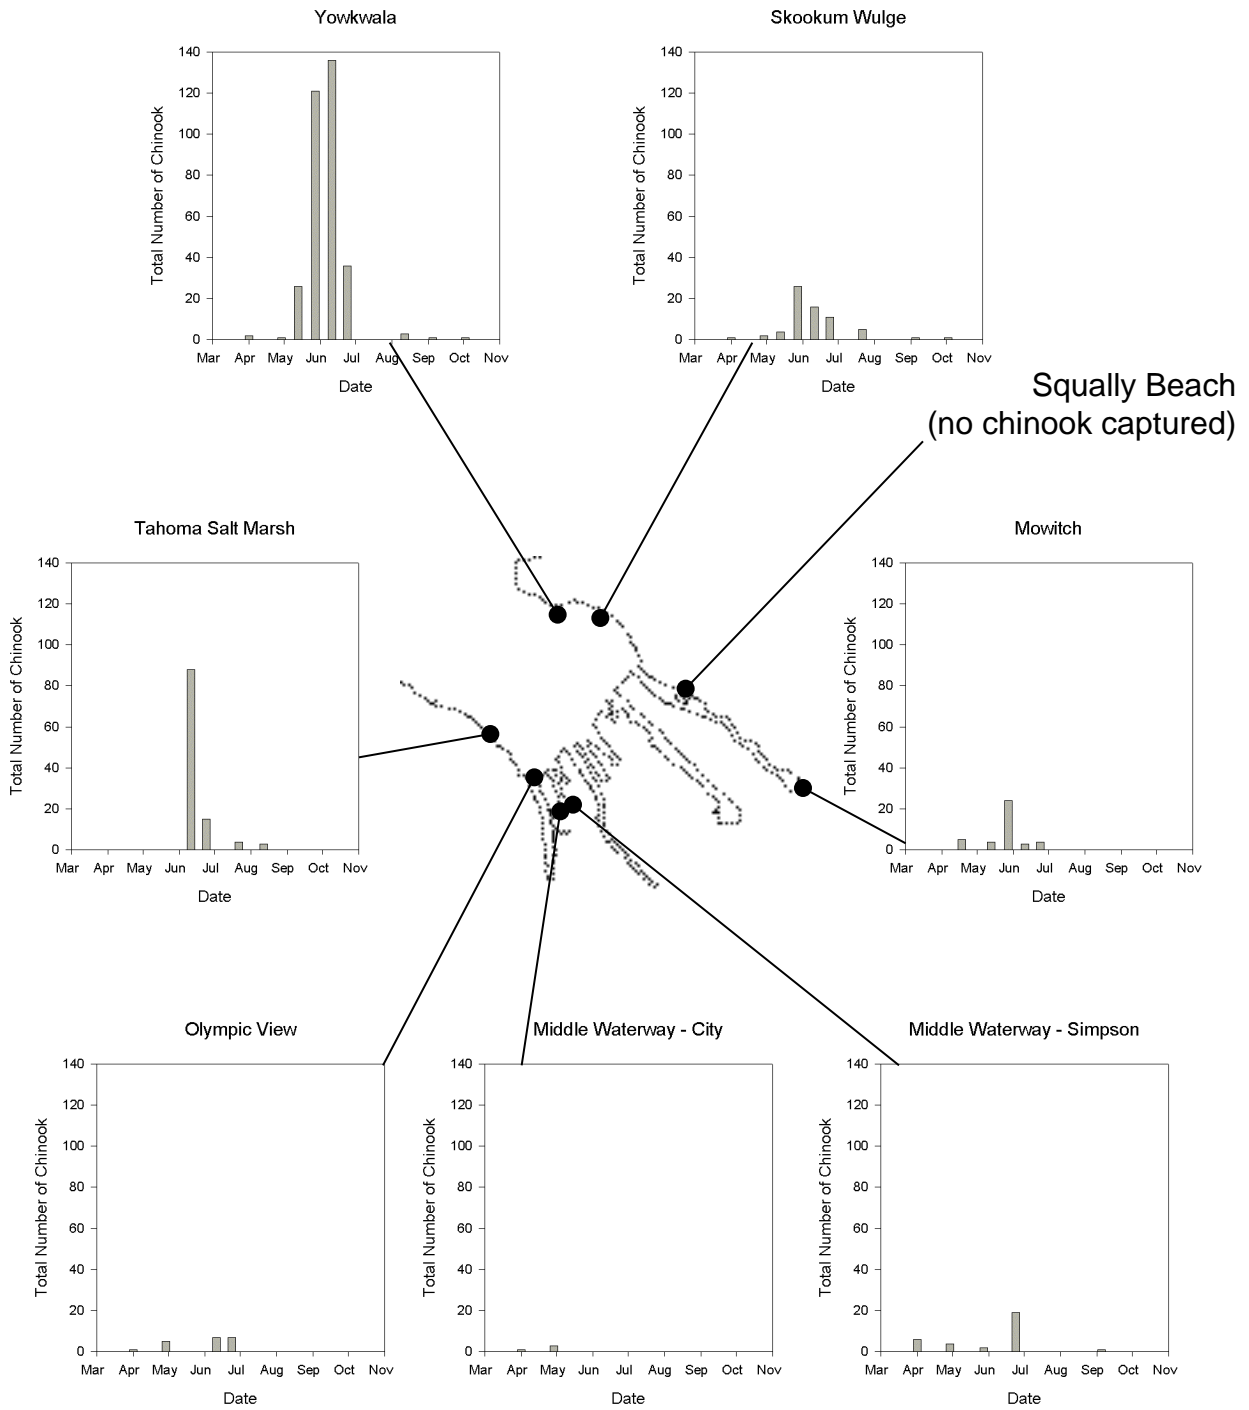 Yowkwala
Total Number of Chinook
140
120
100
80
60
40
20
0
Mar Apr May Jun Jul Aug Sep Oct Nov
Date
Skookum Wulge
Total Number of Chinook
140
120
100
80
60
40
20
0
Mar Apr May Jun Jul Aug Sep Oct Nov
Date
Squally Beach
(no chinook captured)
Tahoma Salt Marsh
Total Number of Chinook
140
120
100
80
60
40
20
0
Mar Apr May Jun Jul Aug Sep Oct Nov
Date
Mowitch
Total Number of Chinook
140
120
100
80
60
40
20
0
Mar Apr May Jun Jul Aug Sep Oct Nov
Date
Olympic View
Total Number of Chinook
140
120
100
80
60
40
20
0
Mar Apr May Jun Jul Aug Sep Oct Nov
Date
Middle Waterway - City
Total Number of Chinook
140
120
100
80
60
40
20
0
Mar Apr May Jun Jul Aug Sep Oct Nov
Date
Middle Waterway - Simpson
Total Number of Chinook
140
120
100
80
60
40
20
0
Mar Apr May Jun Jul Aug Sep Oct Nov
Date